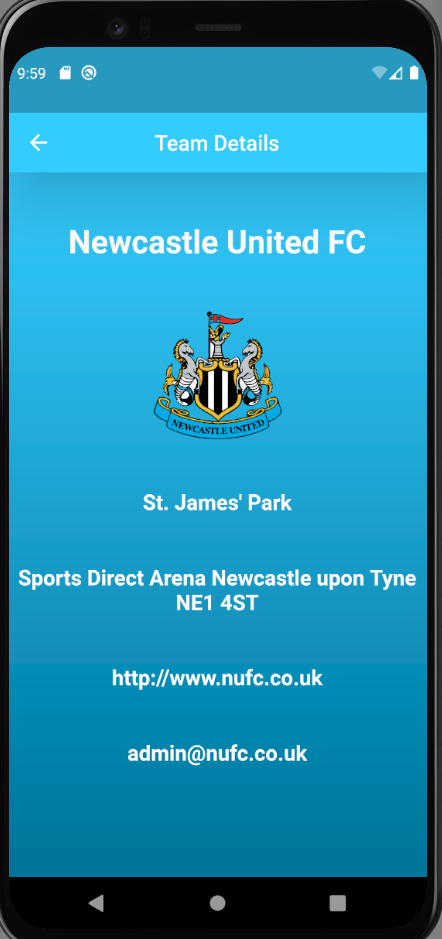 9:59
Team Details
Newcastle United FC
NEWCASTLE UNITED
St. James' Park
Sports Direct Arena Newcastle upon Tyne
NE1 4ST
http://www.nufc.co.uk
admin@nufc.co.uk